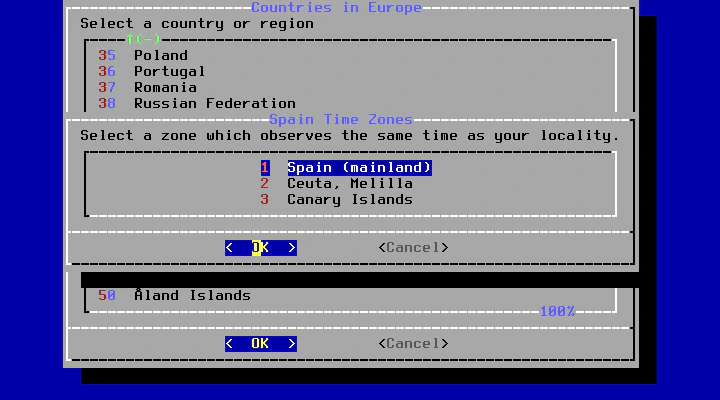 Countries in Europe
Select a country or region
↑(-)
35 Poland
36 Portugal
37 Romania
38 Russian Federation
Spain Time Zones
Select a zone which observes the same time as your locality.
1 Spain (mainland)
2 Ceuta, Melilla
3 Canary Islands
< OK > <Cancel>
50 Åland Islands
100%
< OK > <Cancel>